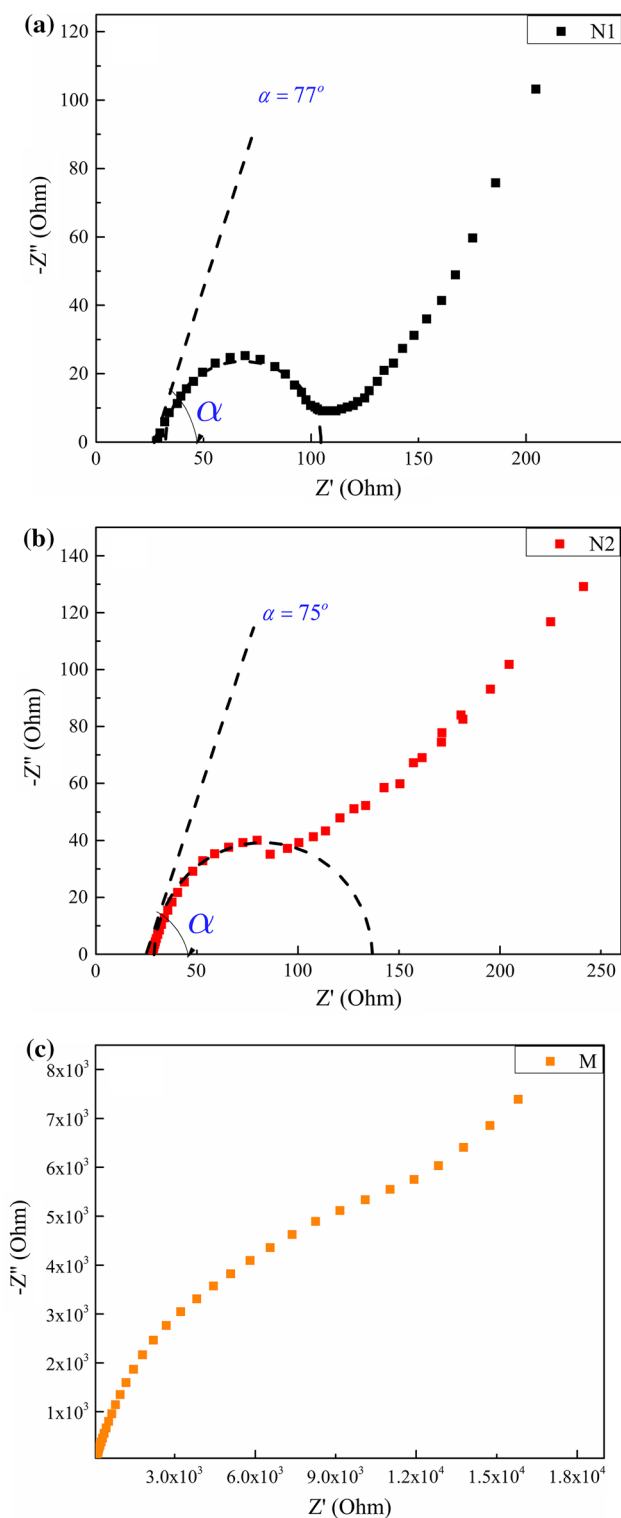 (a)
N1
120
100
80
60
40
20
0
-Z" (Ohm)
α = 77°
α
0 50 100 150 200
Z' (Ohm)
(b)
N2
140
120
100
80
60
40
20
0
-Z" (Ohm)
α = 75°
α
0 50 100 150 200 250
Z' (Ohm)
(c)
M
8x10³
7x10³
6x10³
5x10³
4x10³
3x10³
2x10³
1x10³
-Z" (Ohm)
3.0x10³ 6.0x10³ 9.0x10³ 1.2x10⁴ 1.5x10⁴ 1.8x10⁴
Z' (Ohm)